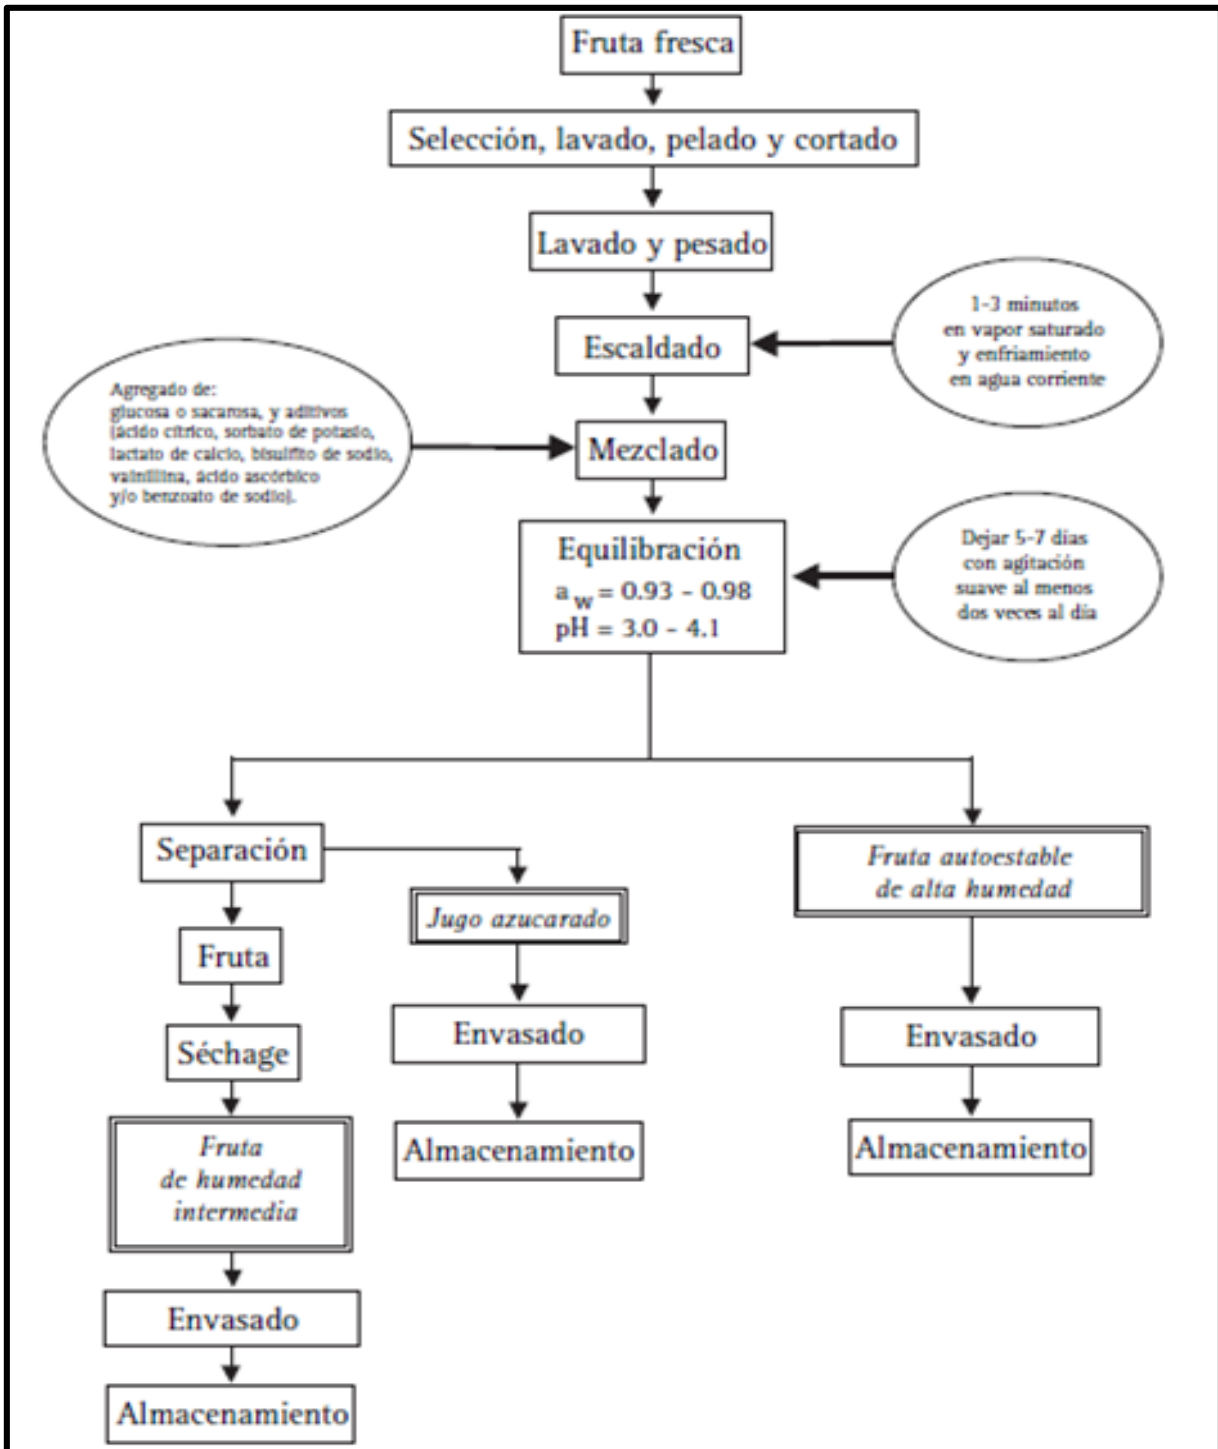 Fruta fresca
Selección, lavado, pelado y cortado
Lavado y pesado
1-3 minutos
en vapor saturado
y enfriamiento
en agua corriente
Escaldado
Agregado de:
glucosa o sacarosa, y aditivos
(ácido cítrico, sorbato de potasio,
lactato de calcio, bisulfito de sodio,
vainillina, ácido ascórbico
y/o benzoato de sodio).
Mezclado
Equilibración
a w = 0.93 - 0.98
pH = 3.0 - 4.1
Dejar 5-7 días
con agitación
suave al menos
dos veces al día
Separación
Fruta
Séchage
Fruta
de humedad
intermedia
Envasado
Almacenamiento
Jugo azucarado
Envasado
Almacenamiento
Fruta autoestable
de alta humedad
Envasado
Almacenamiento